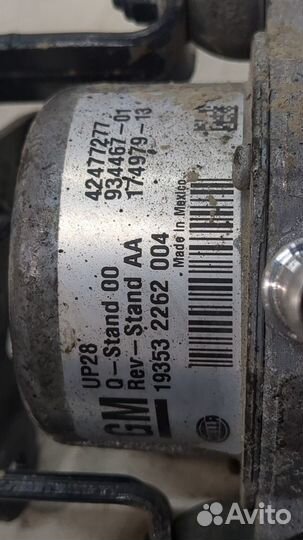 42477277
934467-01
174979-13
UP28
Q-Stand 00
Rev-Stand AA
GM 19353 2262 004
Made in Mexico
HELLA
Avito